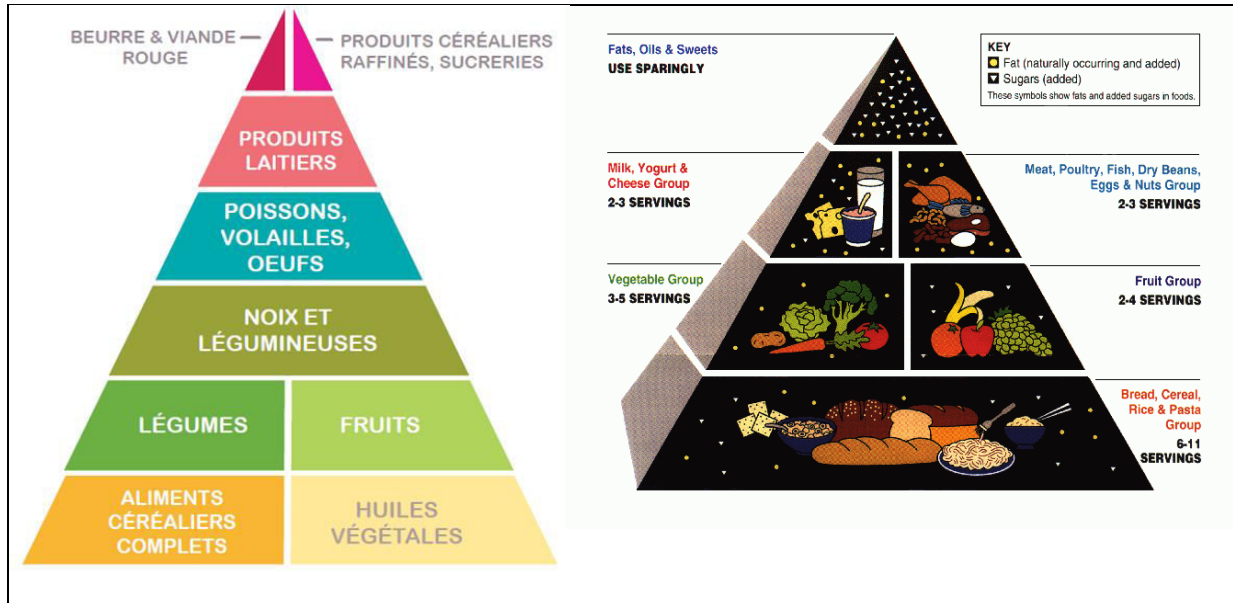 BEURRE & VIANDE
ROUGE
PRODUITS CÉRÉALIERS
RAFFINÉS, SUCRERIES
PRODUITS
LAITIERS
POISSONS,
VOLAILLES,
OEUFS
NOIX ET
LÉGUMINEUSES
LÉGUMES
FRUITS
ALIMENTS
CÉRÉALIERS
COMPLETS
HUILES
VÉGÉTALES
Fats, Oils & Sweets
USE SPARINGLY
KEY
Fat (naturally occurring and added)
Sugars (added)
These symbols show fats and added sugars in foods.
Milk, Yogurt &
Cheese Group
2-3 SERVINGS
Meat, Poultry, Fish, Dry Beans,
Eggs & Nuts Group
2-3 SERVINGS
Vegetable Group
3-5 SERVINGS
Fruit Group
2-4 SERVINGS
Bread, Cereal,
Rice & Pasta
Group
6-11
SERVINGS